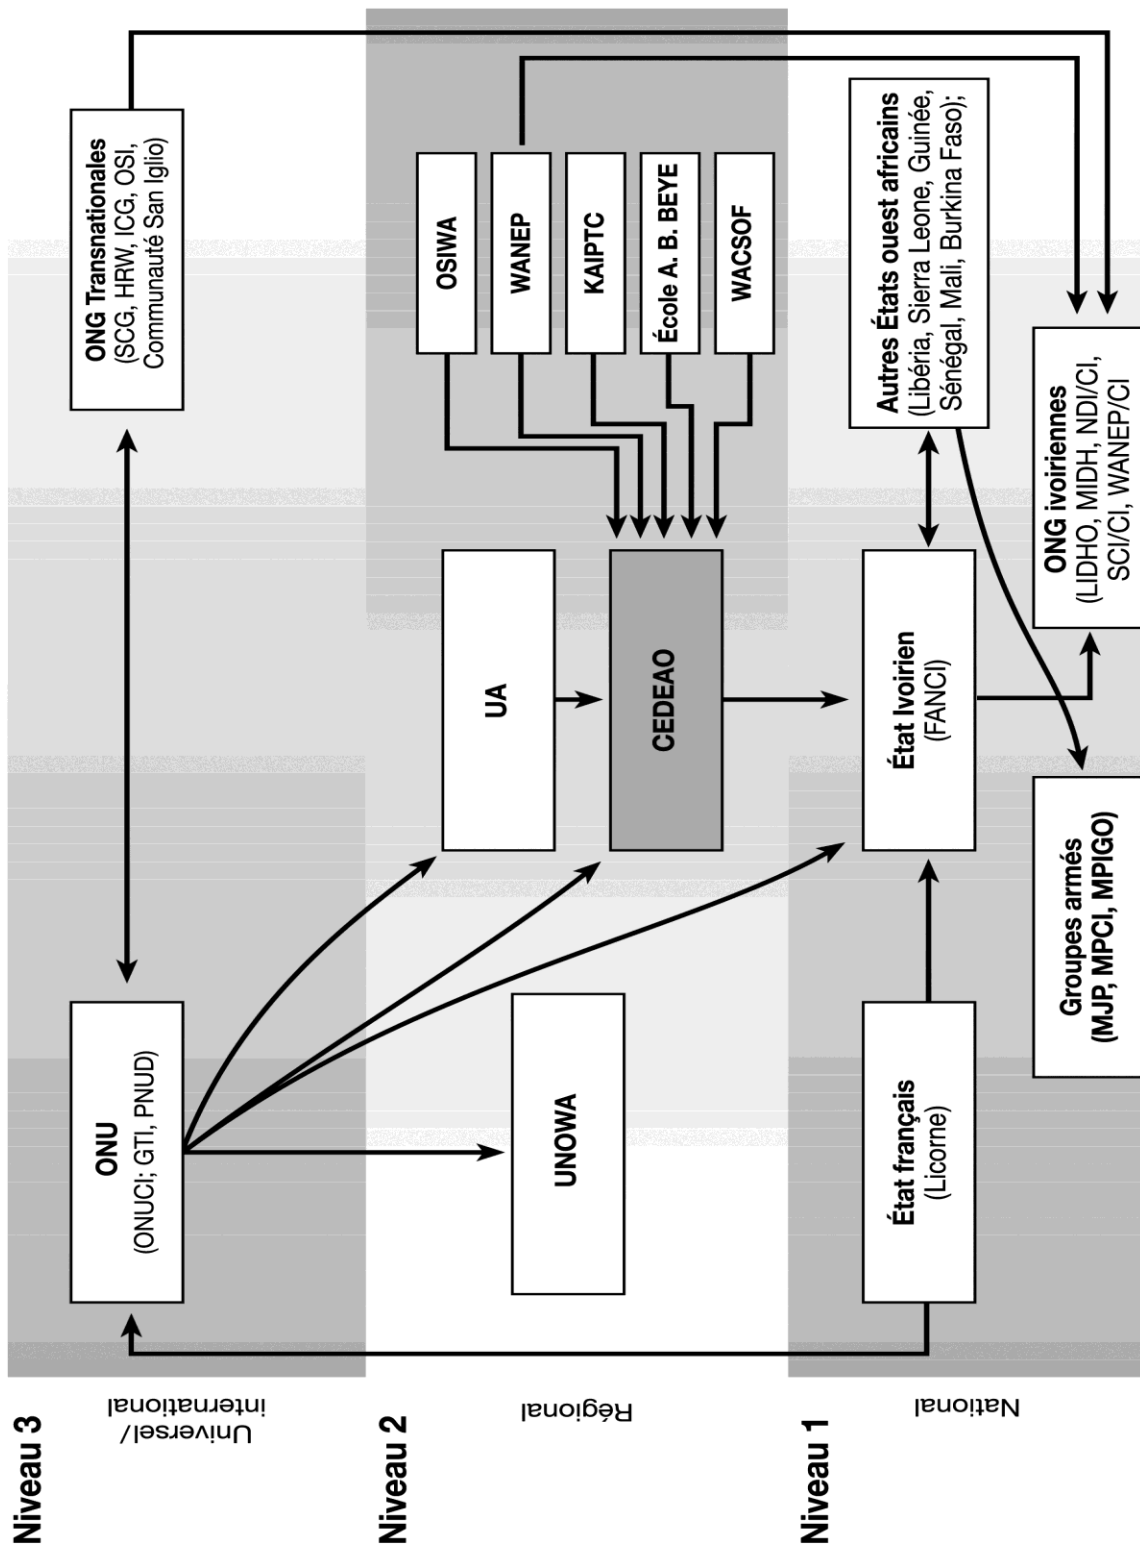 Niveau 3
Universel/
international
ONU
(ONUCI; GTI, PNUD)
ONG Transnationales
(SCG, HRW, ICG, OSI,
Communauté San Iglio)
Niveau 2
Régional
UNOWA
UA
CEDEAO
OSIWA
WANEP
KAIPTC
École A. B. BEYE
WACSOF
Niveau 1
National
État français
(Licorne)
État Ivoirien
(FANCI)
Autres États ouest africains
(Libéria, Sierra Leone, Guinée,
Sénégal, Mali, Burkina Faso);
Groupes armés
(MJP, MPCI, MPIGO)
ONG ivoiriennes
(LIDHO, MIDH, NDI/CI,
SCI/CI, WANEP/CI)